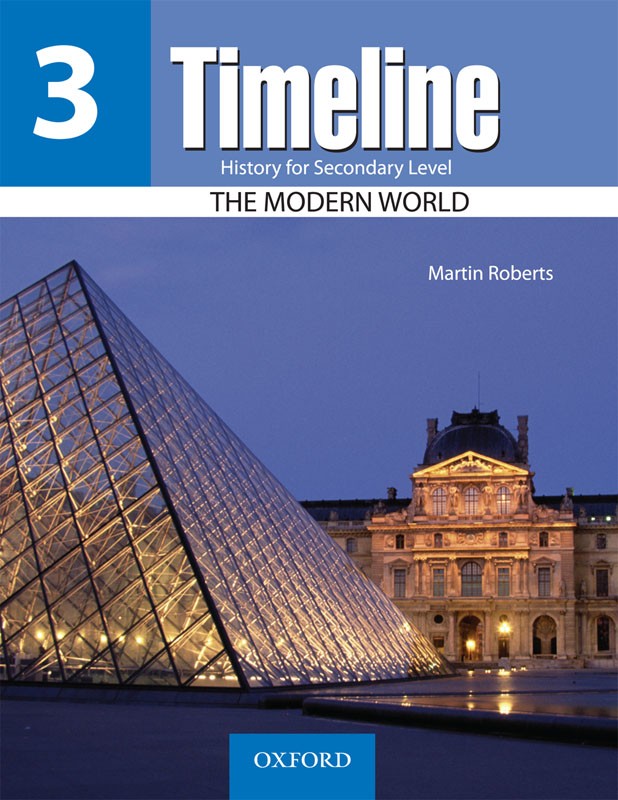 3
Timeline
History for Secondary Level
THE MODERN WORLD
Martin Roberts
OXFORD